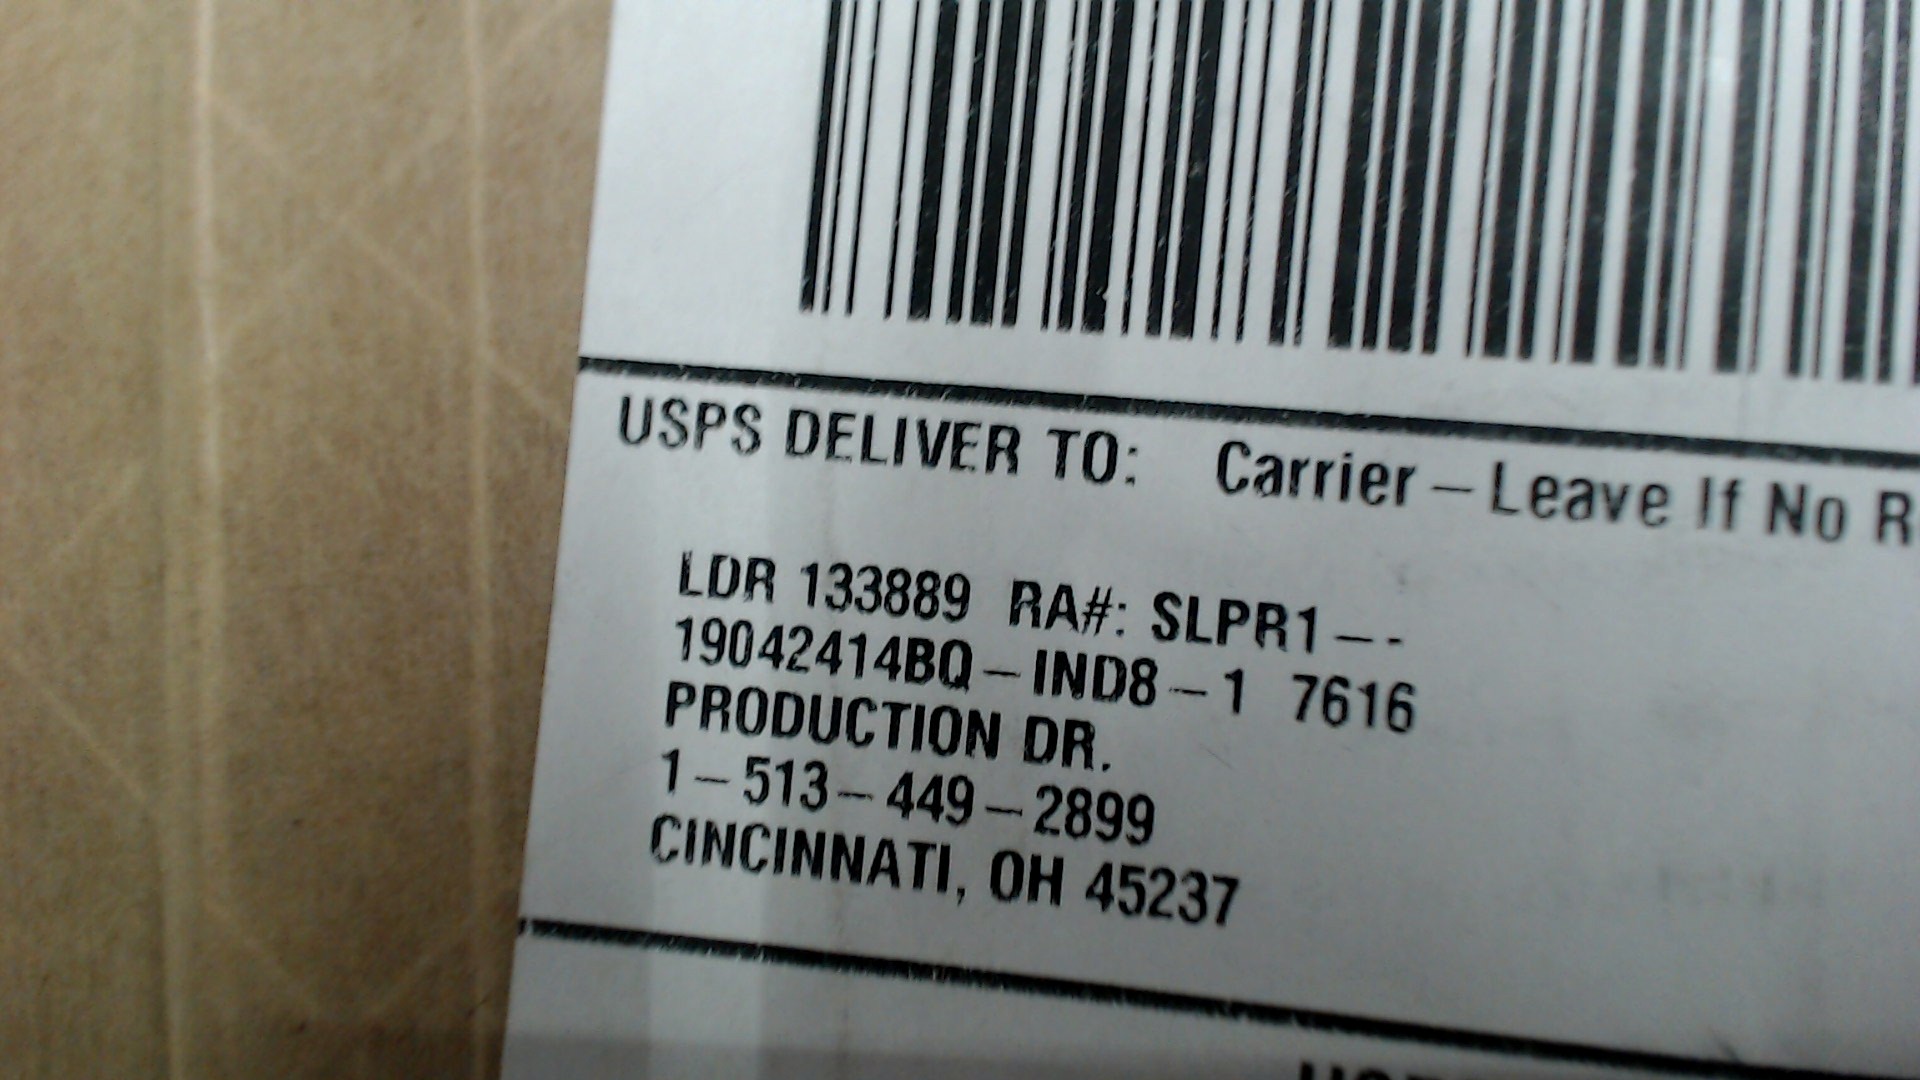 USPS DELIVER TO: Carrier – Leave If No
LDR 133889 RA#: SLPR1 – -
19042414BQ – IND8 – 1 7616
PRODUCTION DR.
1 – 513 – 449 – 2899
CINCINNATI, OH 45237